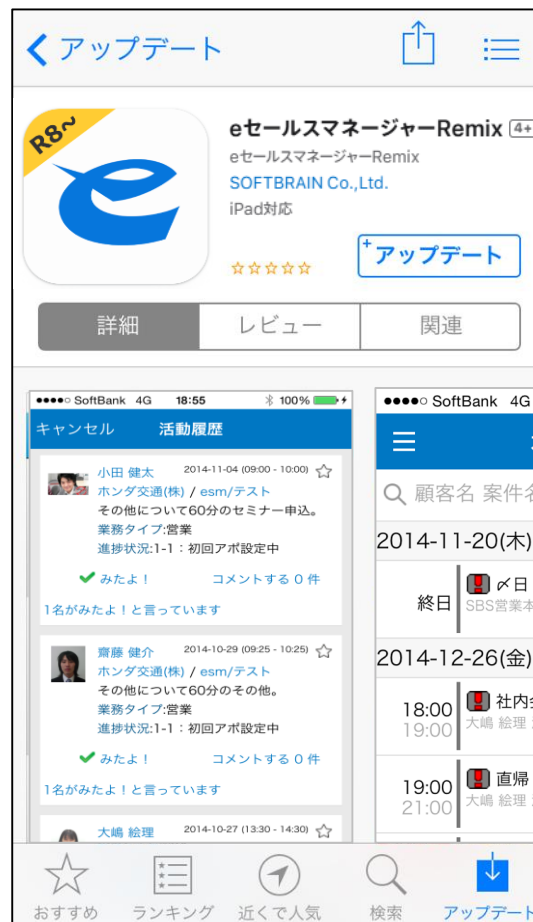 アップデート
R8～
eセールスマネージャーRemix 4+
eセールスマネージャーRemix
SOFTBRAIN Co.,Ltd.
iPad対応
☆☆☆☆☆
+アップデート
詳細 レビュー 関連
●●●●○ SoftBank 4G 18:55 100%
キャンセル 活動履歴
小田 健太 2014-11-04 (09:00 - 10:00) ☆
ホンダ交通(株) / esm/テスト
その他について60分のセミナー申込。
業務タイプ:営業
進捗状況:1-1：初回アポ設定中
みたよ！ コメントする 0 件
1名がみたよ！と言っています
齋藤 健介 2014-10-29 (09:25 - 10:25) ☆
ホンダ交通(株) / esm/テスト
その他について60分のその他。
業務タイプ:営業
進捗状況:1-1：初回アポ設定中
みたよ！ コメントする 0 件
1名がみたよ！と言っています
大嶋 絵理 2014-10-27 (13:30 - 14:30) ☆
●●●●○ SoftBank 4G
顧客名 案件名
2014-11-20(木)
終日 〆日
SBS営業本
2014-12-26(金)
18:00 社内
19:00 大嶋 絵理
19:00 直帰
21:00 大嶋 絵理
おすすめ ランキング 近くで人気 検索 アップデート